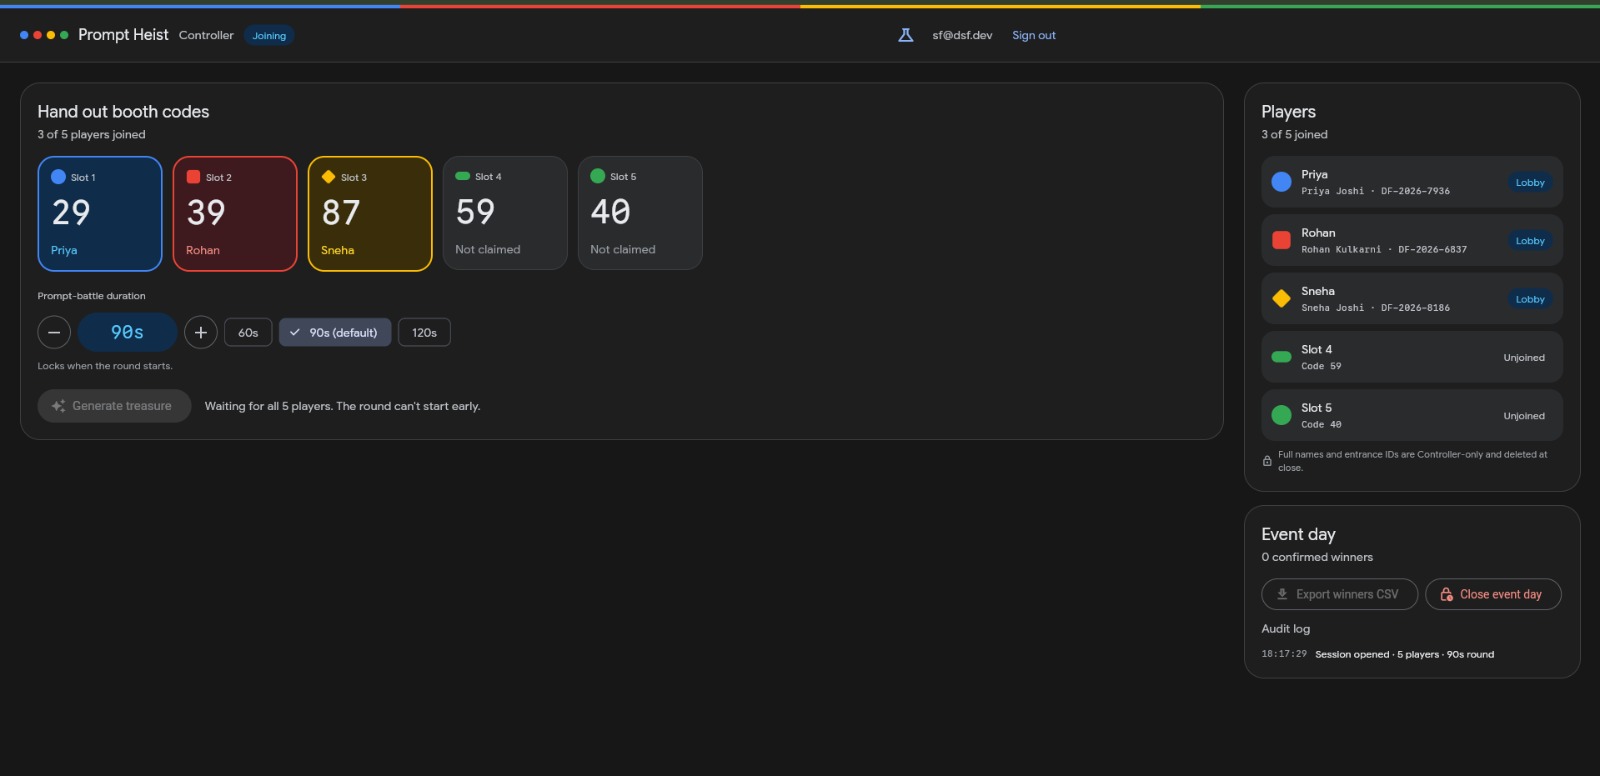 Prompt Heist Controller Joining
sf@dsf.dev Sign out
Hand out booth codes
3 of 5 players joined
Slot 1
29
Priya
Slot 2
39
Rohan
Slot 3
87
Sneha
Slot 4
59
Not claimed
Slot 5
40
Not claimed
Prompt-battle duration
− 90s + 60s 90s (default) 120s
Locks when the round starts.
Generate treasure Waiting for all 5 players. The round can't start early.
Players
3 of 5 joined
Priya
Priya Joshi · DF-2026-7936
Lobby
Rohan
Rohan Kulkarni · DF-2026-6837
Lobby
Sneha
Sneha Joshi · DF-2026-8186
Lobby
Slot 4
Code 59
Unjoined
Slot 5
Code 40
Unjoined
Full names and entrance IDs are Controller-only and deleted at
close.
Event day
0 confirmed winners
Export winners CSV Close event day
Audit log
18:17:29 Session opened · 5 players · 90s round